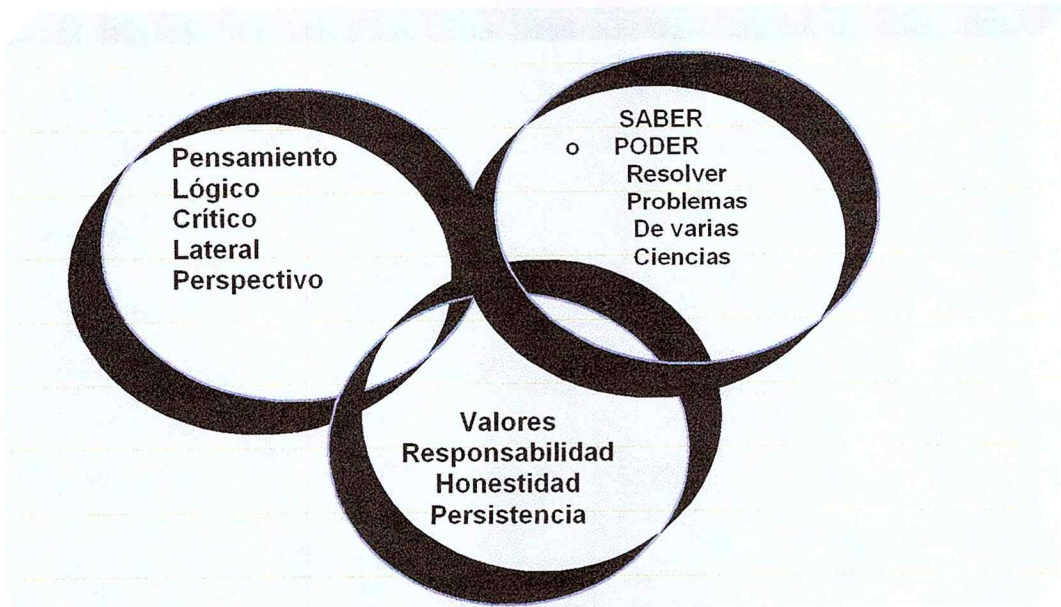 Pensamiento
Lógico
Crítico
Lateral
Perspectivo
SABER
o PODER
Resolver
Problemas
De varias
Ciencias
Valores
Responsabilidad
Honestidad
Persistencia